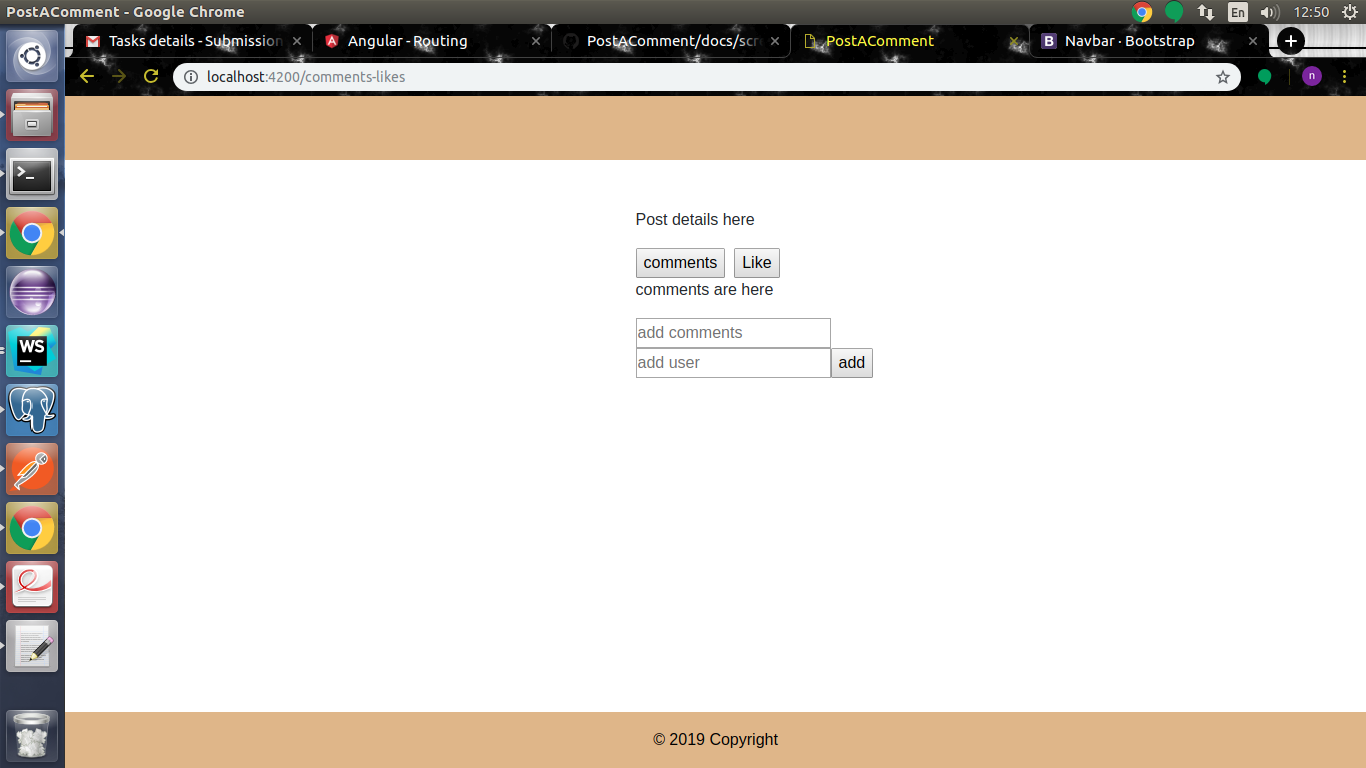 PostAComment - Google Chrome
En
12:50
Tasks details - Submission
Angular - Routing
PostAComment/docs/scr
PostAComment
B
Navbar · Bootstrap
localhost:4200/comments-likes
n
Post details here
comments
Like
comments are here
add comments
add user
add
WS
© 2019 Copyright